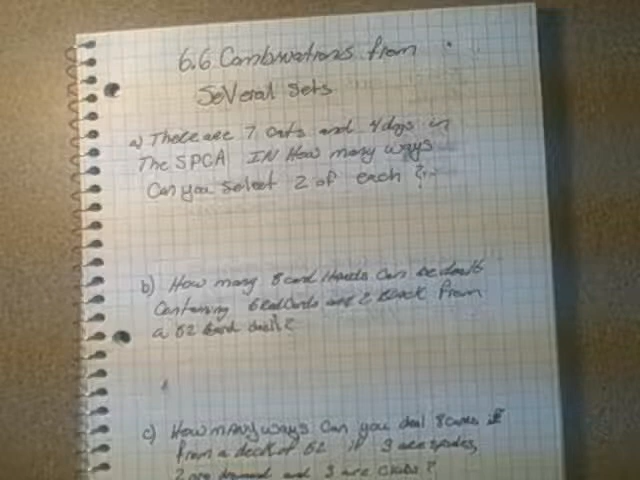 6.6 Combinations from
Several sets
a) There are 7 Cats and 4 dogs in
The SPCA IN How many ways
Can you select 2 of each ?
b) How many 8 card Hands Can be dealt
Containing 6 Red Cards and 2 Black From
a 52 Card deck?
c) How many ways Can you deal 8 cards
from a deck of 52 if 3 are spades,
2 are diamond and 3 are clubs ?